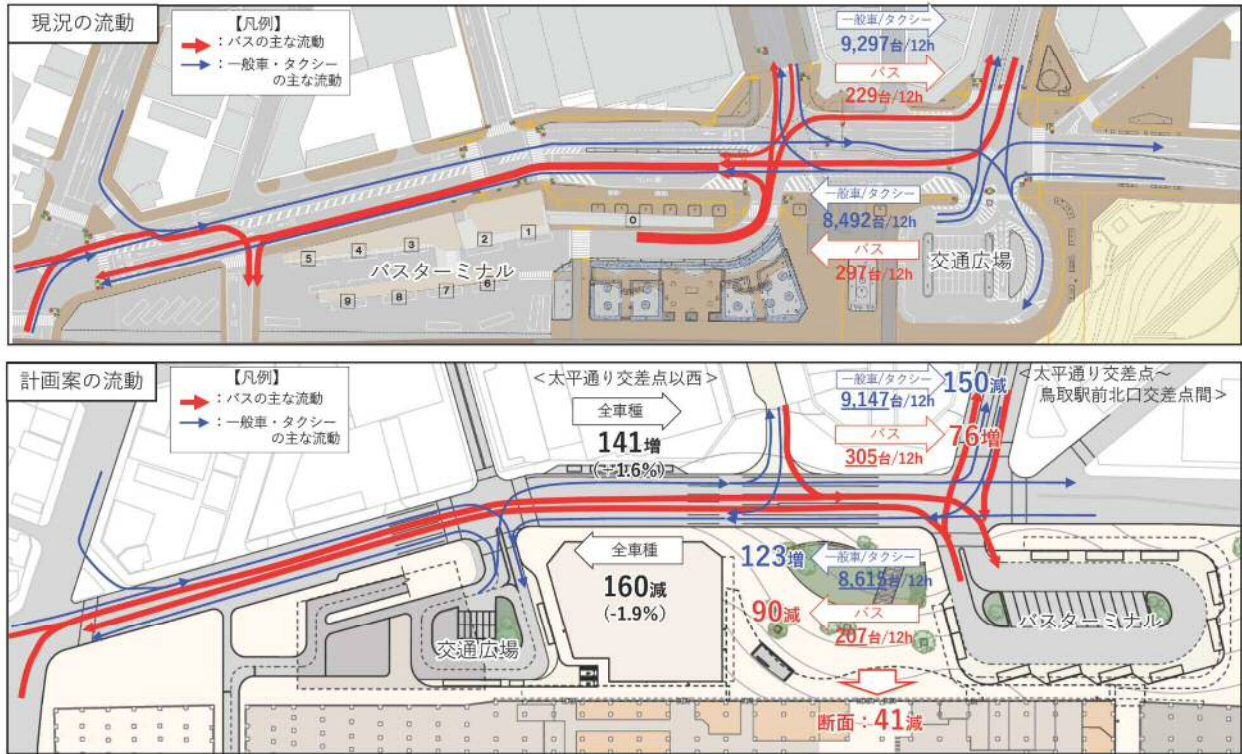 現況の流動
【凡例】
:バスの主な流動
:一般車・タクシー
の主な流動
一般車/タクシー
9,297台/12h
バス
229台/12h
一般車/タクシー
8,492台/12h
バス
297台/12h
0
1
2
3
4
5
バスターミナル
6
7
8
9
交通広場
計画案の流動
【凡例】
:バスの主な流動
:一般車・タクシー
の主な流動
<太平通り交差点以西>
全車種
141増
(+1.6%)
一般車/タクシー
9,147台/12h
150減
バス
305台/12h
76増
<太平通り交差点~
鳥取駅前北口交差点間>
全車種
160減
(-1.9%)
123増
一般車/タクシー
8,615台/12h
90減
バス
207台/12h
交通広場
バスターミナル
断面:41減